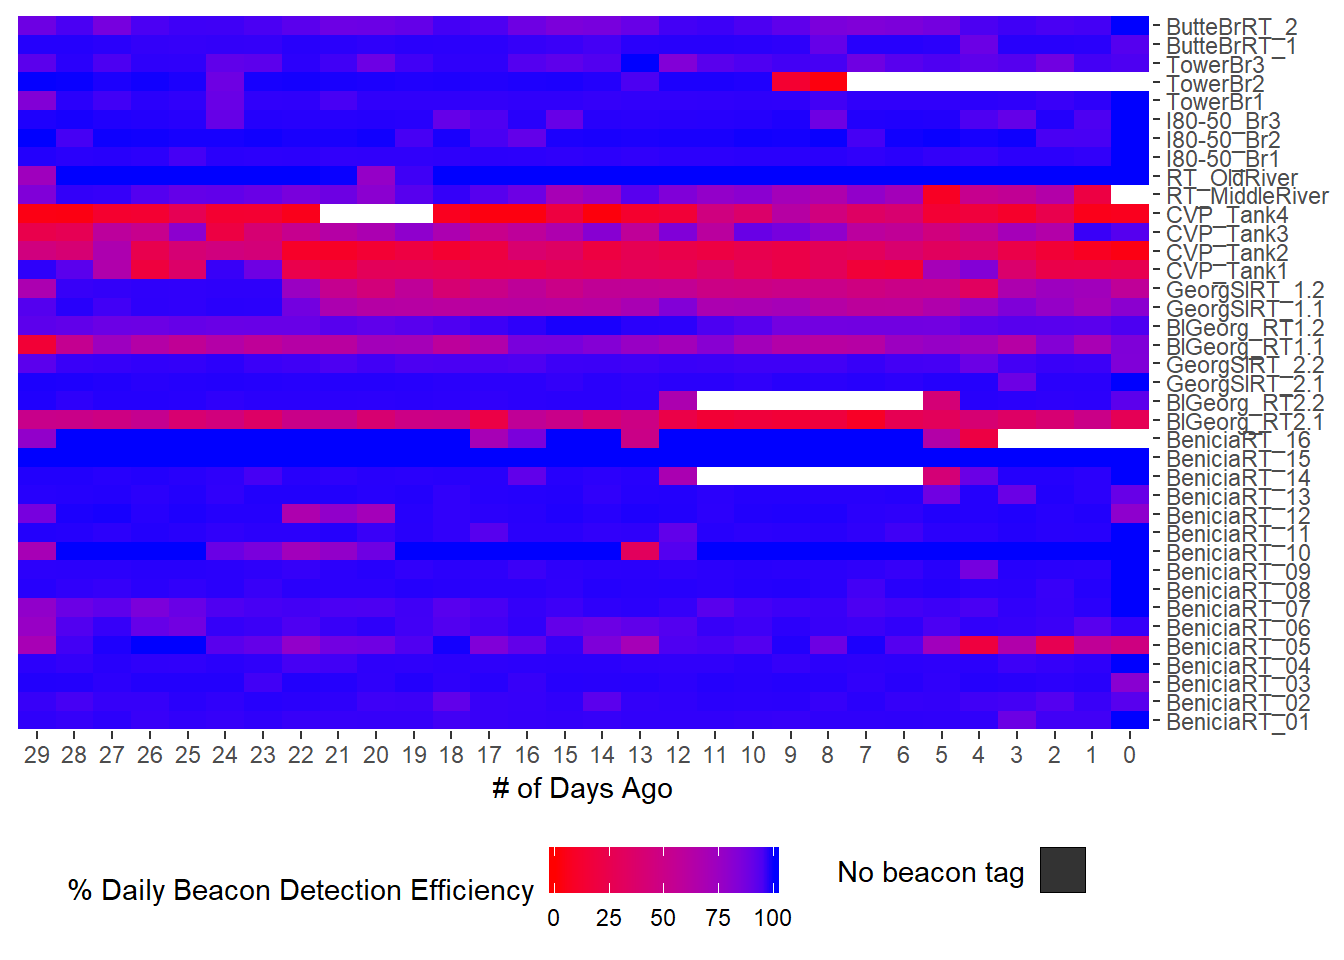 ButteBrRT_2
ButteBrRT_1
TowerBr3
TowerBr2
TowerBr1
I80-50_Br3
I80-50_Br2
I80-50_Br1
RT_OldRiver
RT_MiddleRiver
CVP_Tank4
CVP_Tank3
CVP_Tank2
CVP_Tank1
GeorgSlRT_1.2
GeorgSlRT_1.1
BlGeorg_RT1.2
BlGeorg_RT1.1
GeorgSlRT_2.2
GeorgSlRT_2.1
BlGeorg_RT2.2
BlGeorg_RT2.1
BeniciaRT_16
BeniciaRT_15
BeniciaRT_14
BeniciaRT_13
BeniciaRT_12
BeniciaRT_11
BeniciaRT_10
BeniciaRT_09
BeniciaRT_08
BeniciaRT_07
BeniciaRT_06
BeniciaRT_05
BeniciaRT_04
BeniciaRT_03
BeniciaRT_02
BeniciaRT_01
29 28 27 26 25 24 23 22 21 20 19 18 17 16 15 14 13 12 11 10 9 8 7 6 5 4 3 2 1 0
# of Days Ago
% Daily Beacon Detection Efficiency
0 25 50 75 100
No beacon tag